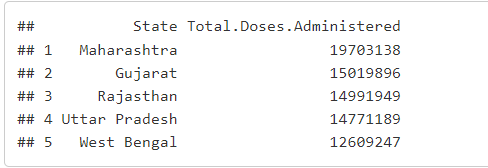 ##           State Total.Doses.Administered
## 1   Maharashtra                 19703138
## 2       Gujarat                 15019896
## 3     Rajasthan                 14991949
## 4 Uttar Pradesh                 14771189
## 5   West Bengal                 12609247